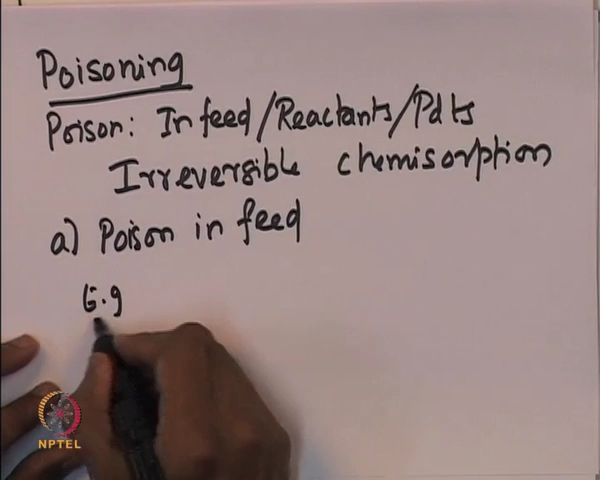 Poisoning
Poison: In feed/Reactants/Pdts
Irreversible chemisorption
a) Poison in feed
E.g
NPTEL